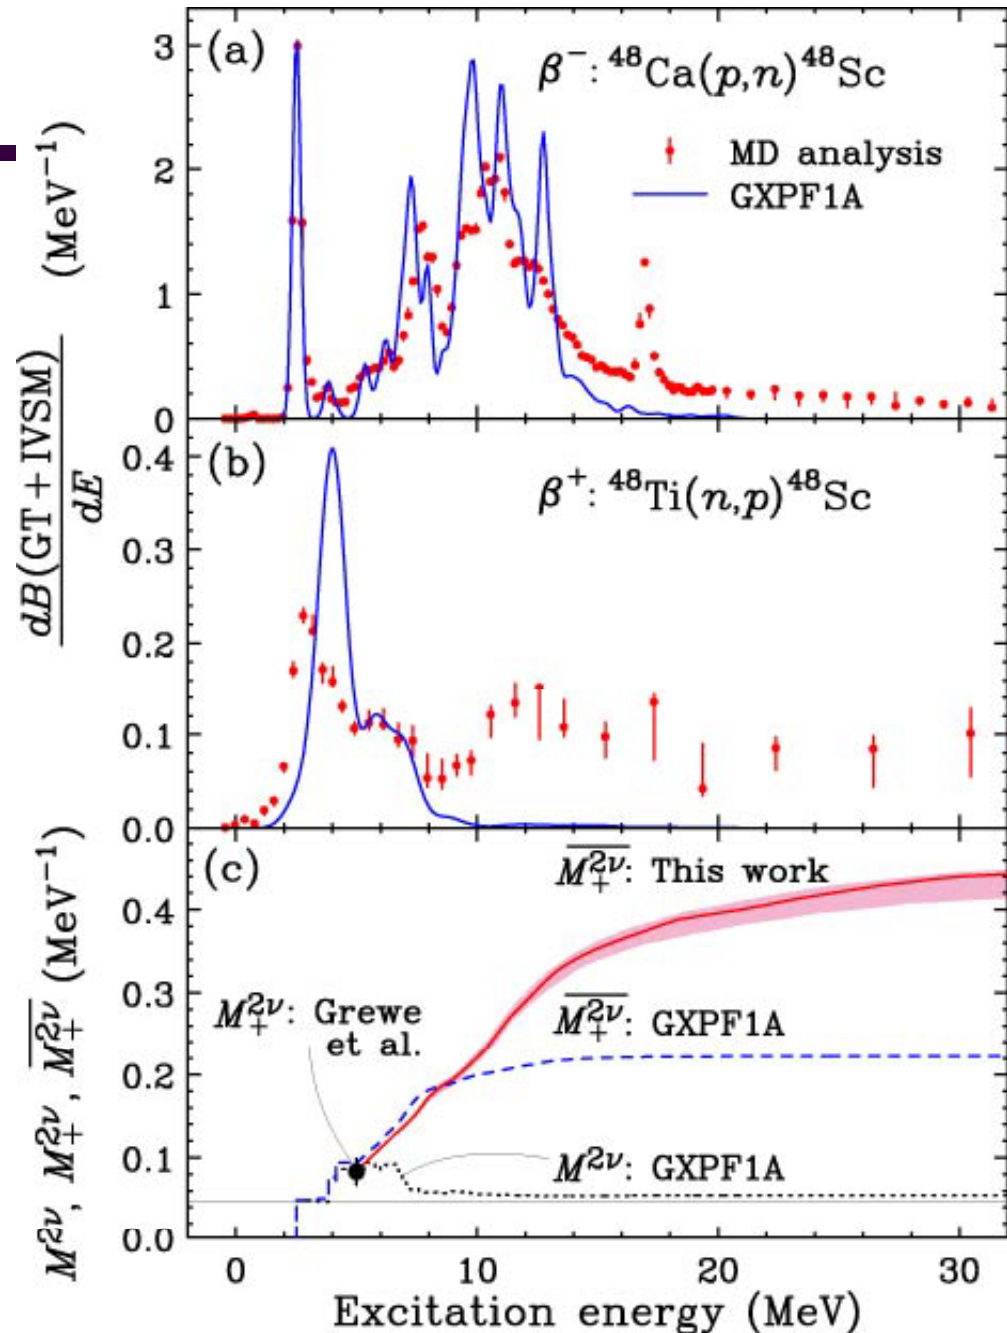 (a)
β⁻: ⁴⁸Ca(p,n)⁴⁸Sc
MD analysis
GXPF1A
3
2
1
0
(b)
β⁺: ⁴⁸Ti(n,p)⁴⁸Sc
0.4
0.3
0.2
0.1
0.0
dB(GT+IVSM)
dE
(MeV⁻¹)
(c)
M̅₊²ᵛ: This work
M₊²ᵛ: Grewe
et al.
M̅₊²ᵛ: GXPF1A
M²ᵛ: GXPF1A
0.4
0.3
0.2
0.1
0.0
M²ᵛ, M₊²ᵛ, M̅₊²ᵛ (MeV⁻¹)
0 10 20 30
Excitation energy (MeV)